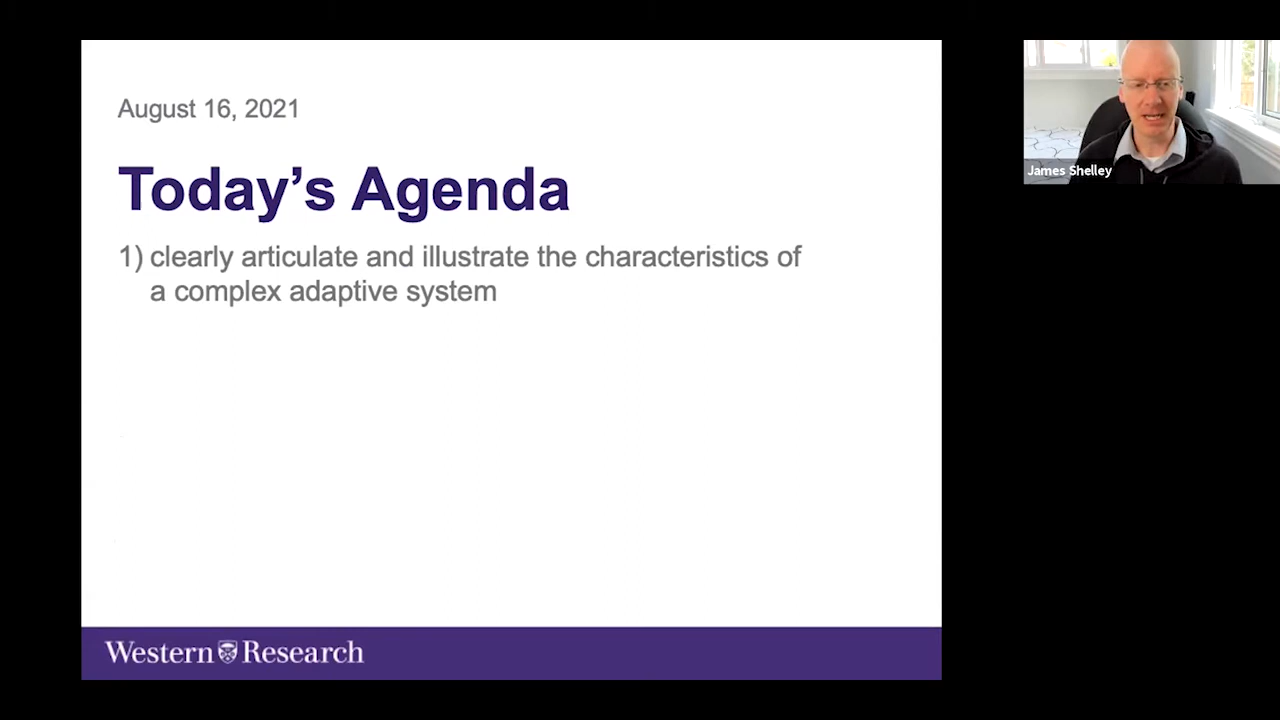 August 16, 2021
Today’s Agenda
1) clearly articulate and illustrate the characteristics of
a complex adaptive system
Western Research
James Shelley